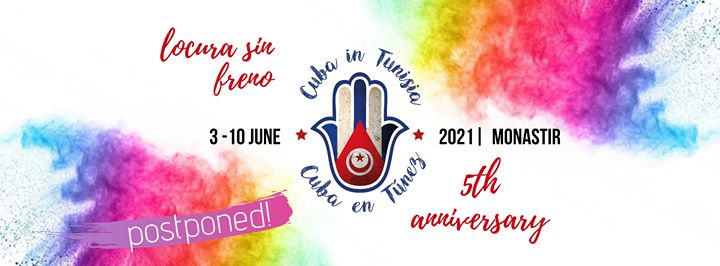 locura sin
freno
Cuba in Tunisia
3 - 10 JUNE
2021 | MONASTIR
Cuba en Túnez
5th
anniversary
postponed!